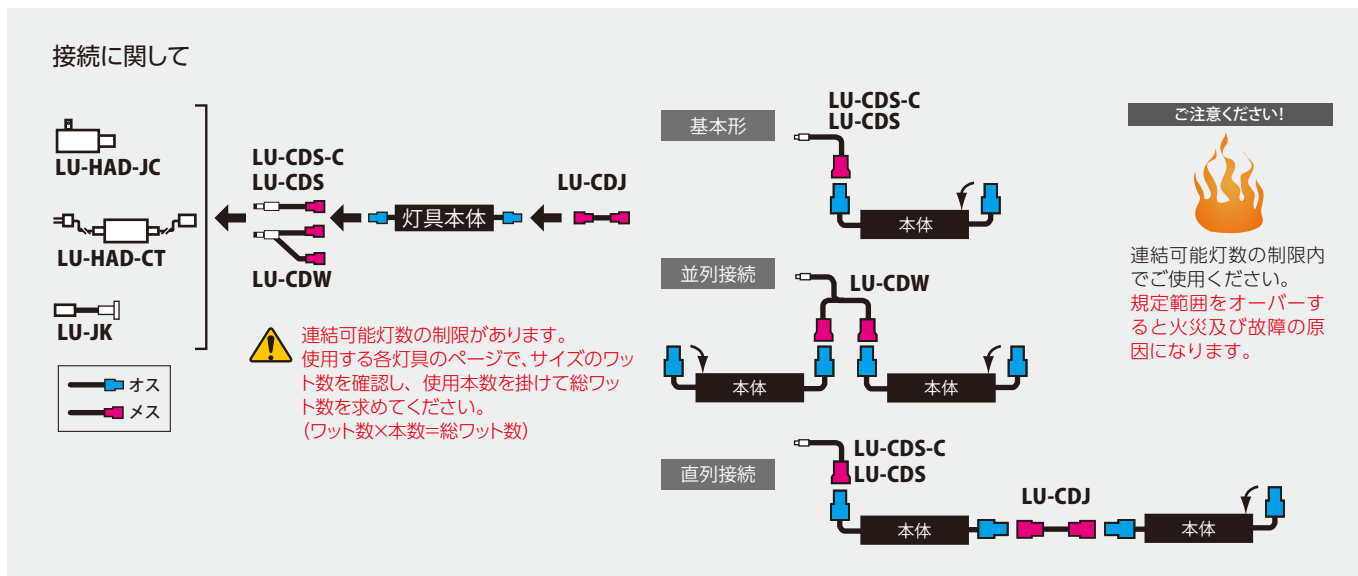 接続に関して
LU-HAD-JC
LU-HAD-CT
LU-JK
オス
メス
LU-CDS-C
LU-CDS
LU-CDW
灯具本体
LU-CDJ
連結可能灯数の制限があります。
使用する各灯具のページで、サイズのワッ
ト数を確認し、使用本数を掛けて総ワッ
ト数を求めてください。
(ワット数×本数=総ワット数)
基本形
LU-CDS-C
LU-CDS
本体
並列接続
LU-CDW
本体
本体
直列接続
LU-CDS-C
LU-CDS
LU-CDJ
本体
本体
ご注意ください!
連結可能灯数の制限内
でご使用ください。
規定範囲をオーバーす
ると火災及び故障の原
因になります。